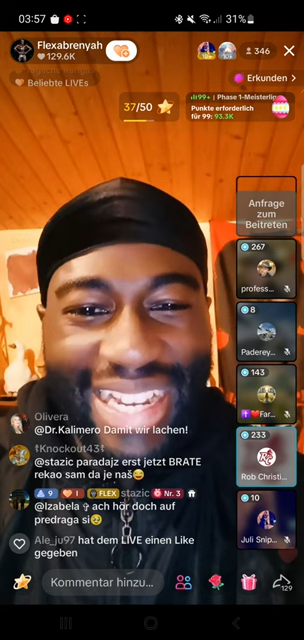 03:57 31%
Flexabrenyah
129.6K
346
Beliebte LIVEs
Erkunden >
37/50
99+ | Phase 1-Meisterlig
Punkte erforderlich
für 99: 93.3K
Anfrage
zum
Beitreten
267
profess...
8
Paderey...
143
Far...
233
Rob Christi...
10
Juli Snip...
Olivera
@Dr.Kalimero Damit wir lachen!
Knockout43
@stazic paradajz erst jetzt BRATE
rekao sam da je naš😂
9 I FLEX stazic Nr. 3
@Izabela ach hör doch auf
predraga si🥹
Ale_ju97 hat dem LIVE einen Like
gegeben
Kommentar hinzu...
129